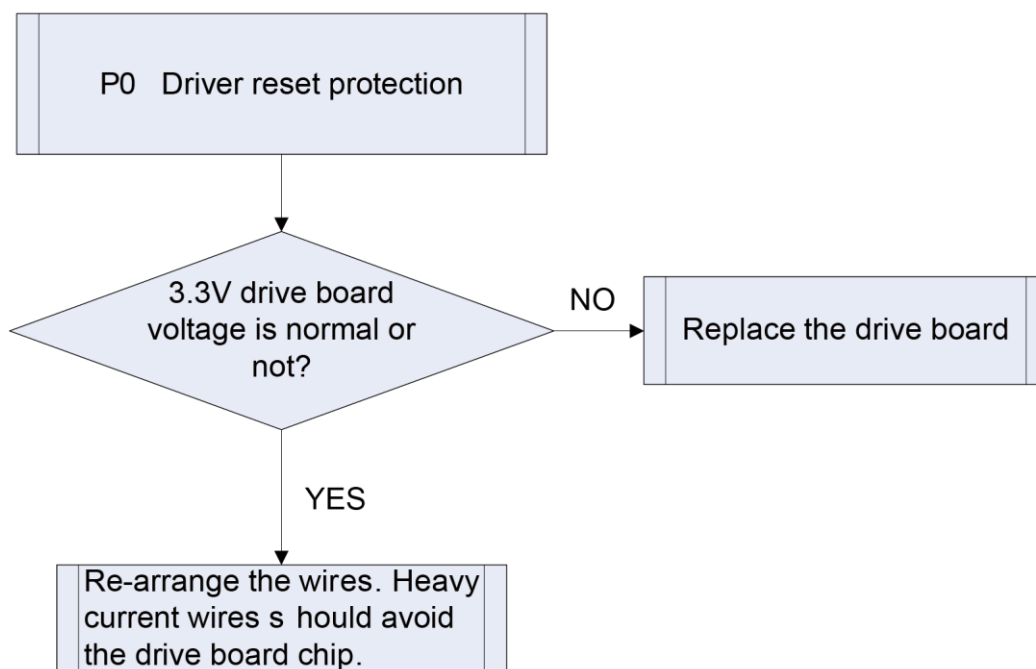 P0 Driver reset protection
3.3V drive board
voltage is normal or
not?
NO
Replace the drive board
YES
Re-arrange the wires. Heavy
current wires s hould avoid
the drive board chip.